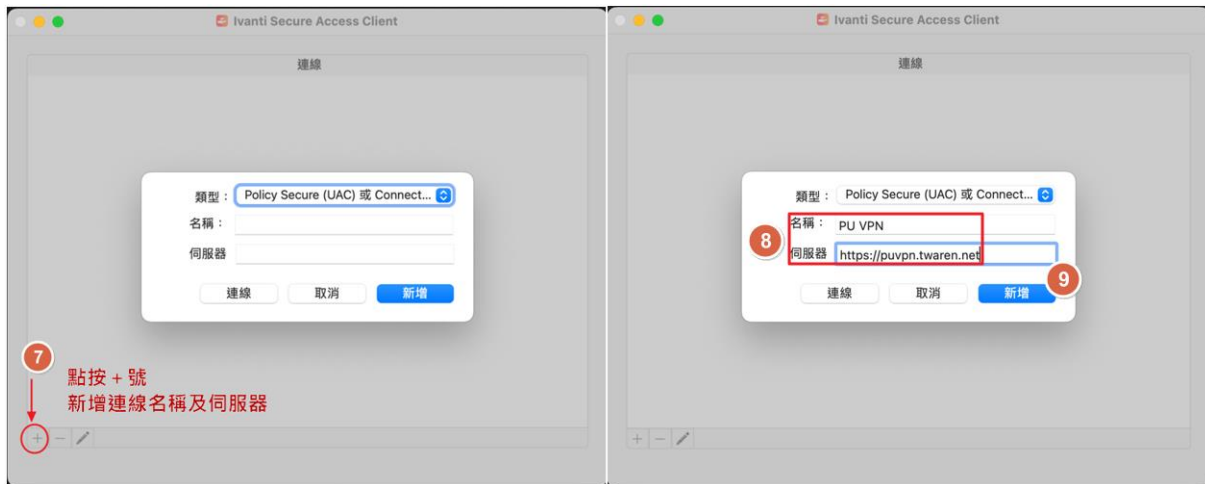 Ivanti Secure Access Client
連線
類型： Policy Secure (UAC) 或 Connect...
名稱：
伺服器
連線 取消 新增
7
點按 + 號
新增連線名稱及伺服器
Ivanti Secure Access Client
連線
類型： Policy Secure (UAC) 或 Connect...
8
名稱： PU VPN
伺服器 https://puvpn.twaren.net
9
連線 取消 新增